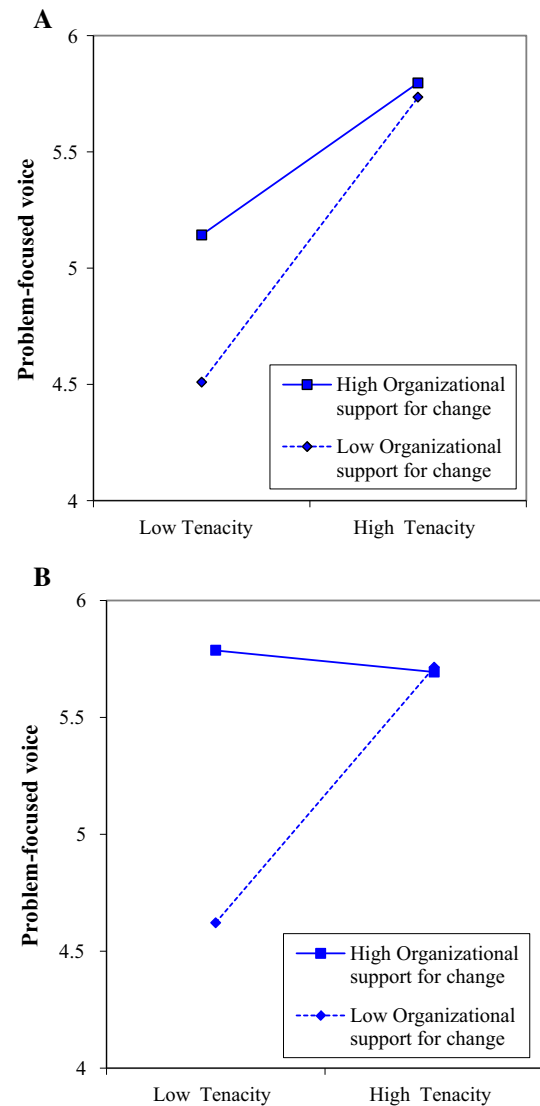 A
6
5.5
5
4.5
4
Problem-focused voice
High Organizational
support for change
Low Organizational
support for change
Low Tenacity
High Tenacity
B
6
5.5
5
4.5
4
Problem-focused voice
High Organizational
support for change
Low Organizational
support for change
Low Tenacity
High Tenacity